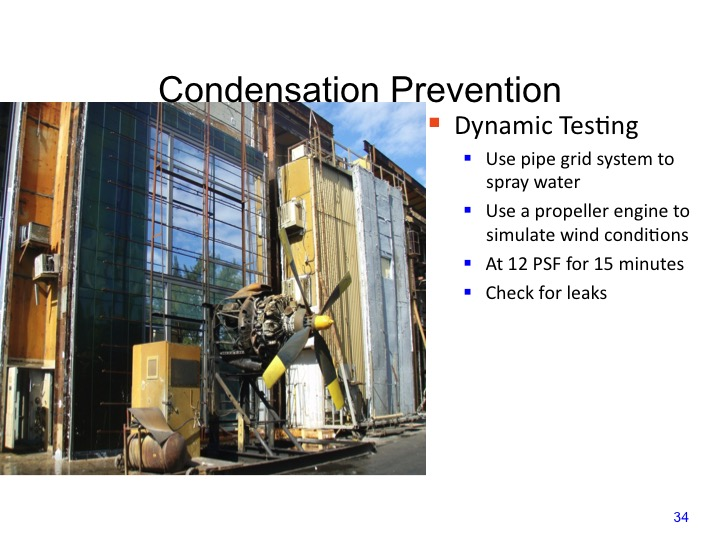 Condensation Prevention
▪ Dynamic Testing
▪ Use pipe grid system to
spray water
▪ Use a propeller engine to
simulate wind conditions
▪ At 12 PSF for 15 minutes
▪ Check for leaks
34